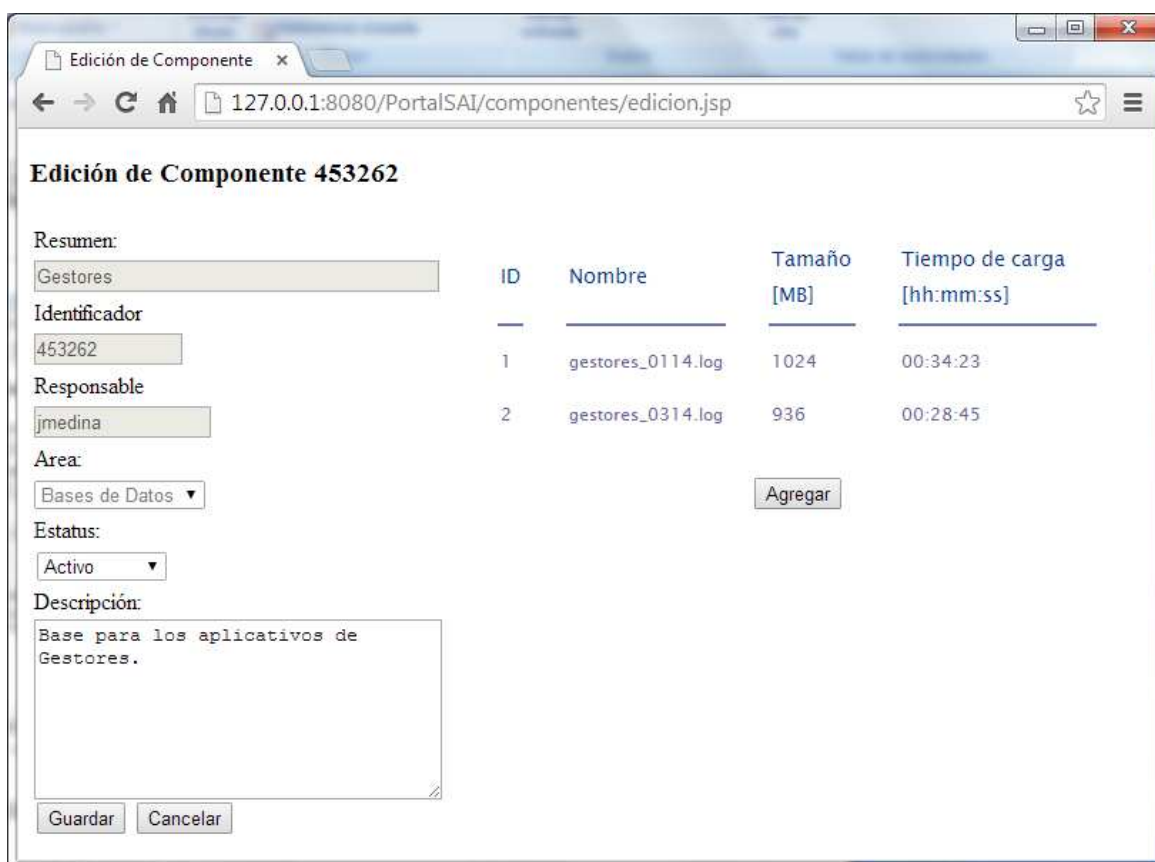 Edición de Componente
127.0.0.1:8080/PortalSAI/componentes/edicion.jsp
Edición de Componente 453262
Resumen:
Gestores
Identificador
453262
Responsable
jmedina
Area:
Bases de Datos
Estatus:
Activo
Descripción:
Base para los aplicativos de
Gestores.
Guardar Cancelar
ID Nombre Tamaño [MB] Tiempo de carga [hh:mm:ss]
1 gestores_0114.log 1024 00:34:23
2 gestores_0314.log 936 00:28:45
Agregar